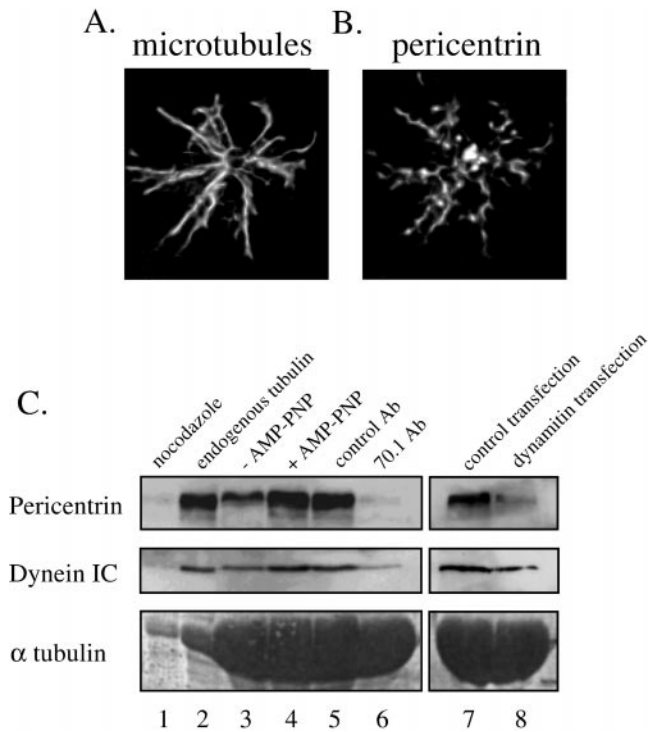 A.
microtubules
B.
pericentrin
C.
nocodazole
endogenous tubulin
- AMP-PNP
+ AMP-PNP
control Ab
70.1 Ab
control transfection
dynamitin transfection
Pericentrin
Dynein IC
α tubulin
1 2 3 4 5 6 7 8